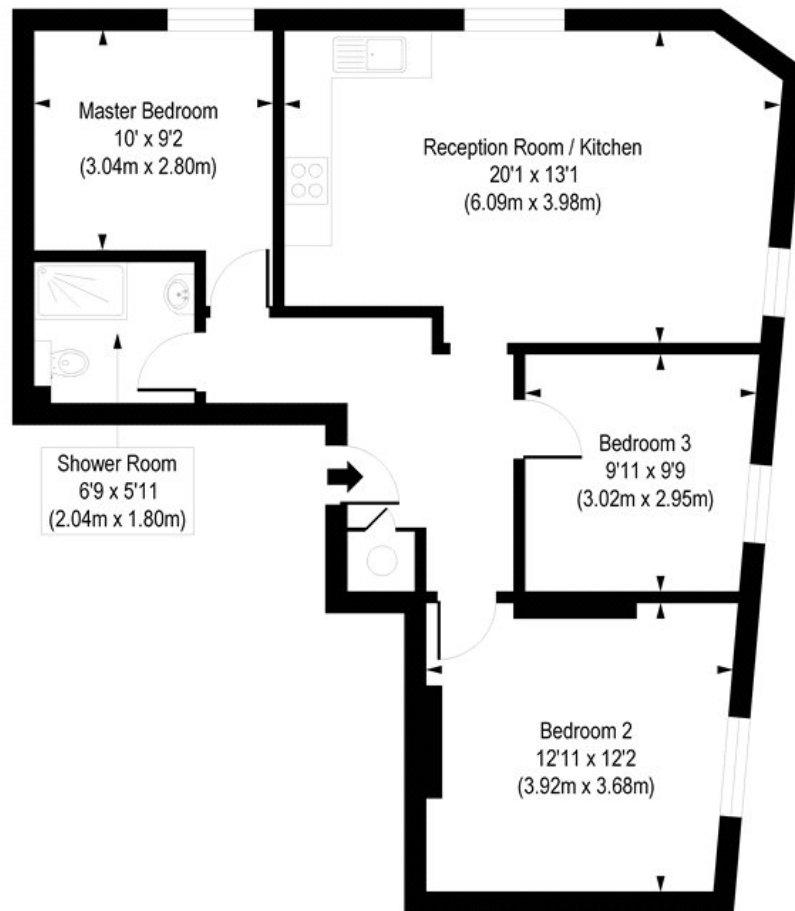 Master Bedroom
10' x 9'2
(3.04m x 2.80m)
Reception Room / Kitchen
20'1 x 13'1
(6.09m x 3.98m)
Shower Room
6'9 x 5'11
(2.04m x 1.80m)
Bedroom 3
9'11 x 9'9
(3.02m x 2.95m)
Bedroom 2
12'11 x 12'2
(3.92m x 3.68m)